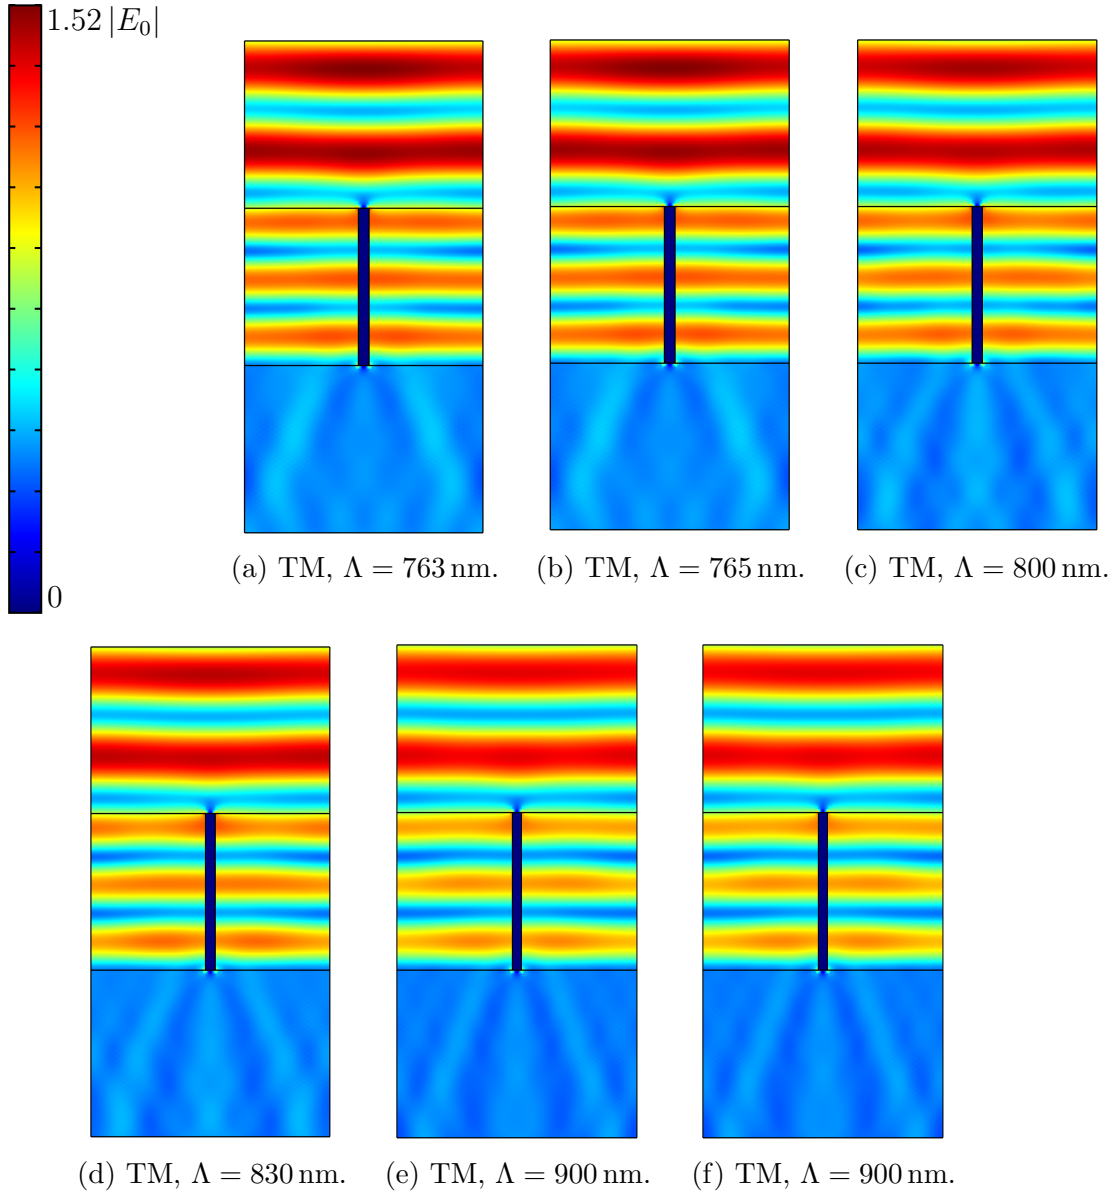 1.52 |E₀|
0
(a) TM, Λ = 763 nm.
(b) TM, Λ = 765 nm.
(c) TM, Λ = 800 nm.
(d) TM, Λ = 830 nm.
(e) TM, Λ = 900 nm.
(f) TM, Λ = 900 nm.